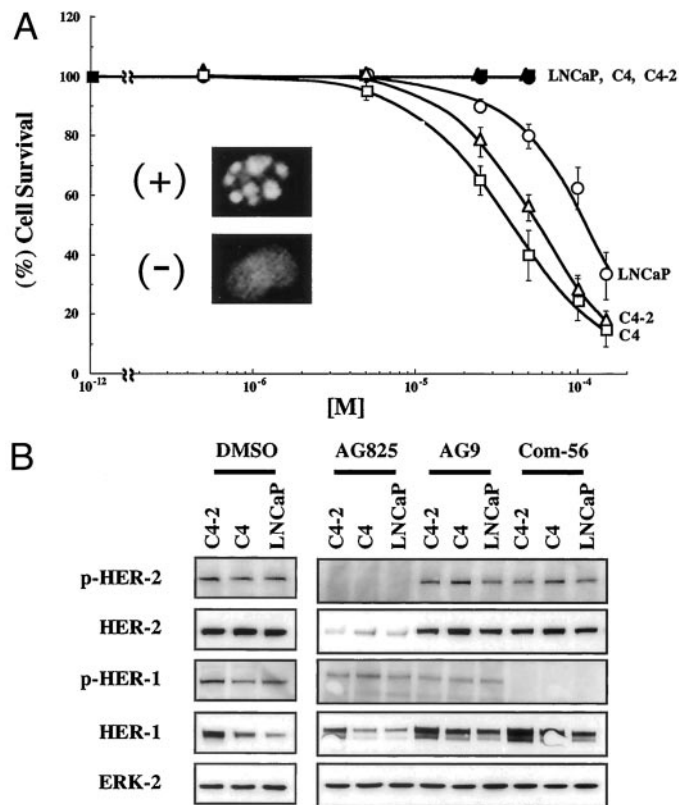 A
120
100
80
60
40
20
0
(%) Cell Survival
LNCaP, C4, C4-2
(+)
(-)
LNCaP
C4-2
C4
10-12
10-6
10-5
10-4
[M]
B
DMSO AG825 AG9 Com-56
C4-2 C4 LNCaP C4-2 C4 LNCaP C4-2 C4 LNCaP C4-2 C4 LNCaP
p-HER-2
HER-2
p-HER-1
HER-1
ERK-2